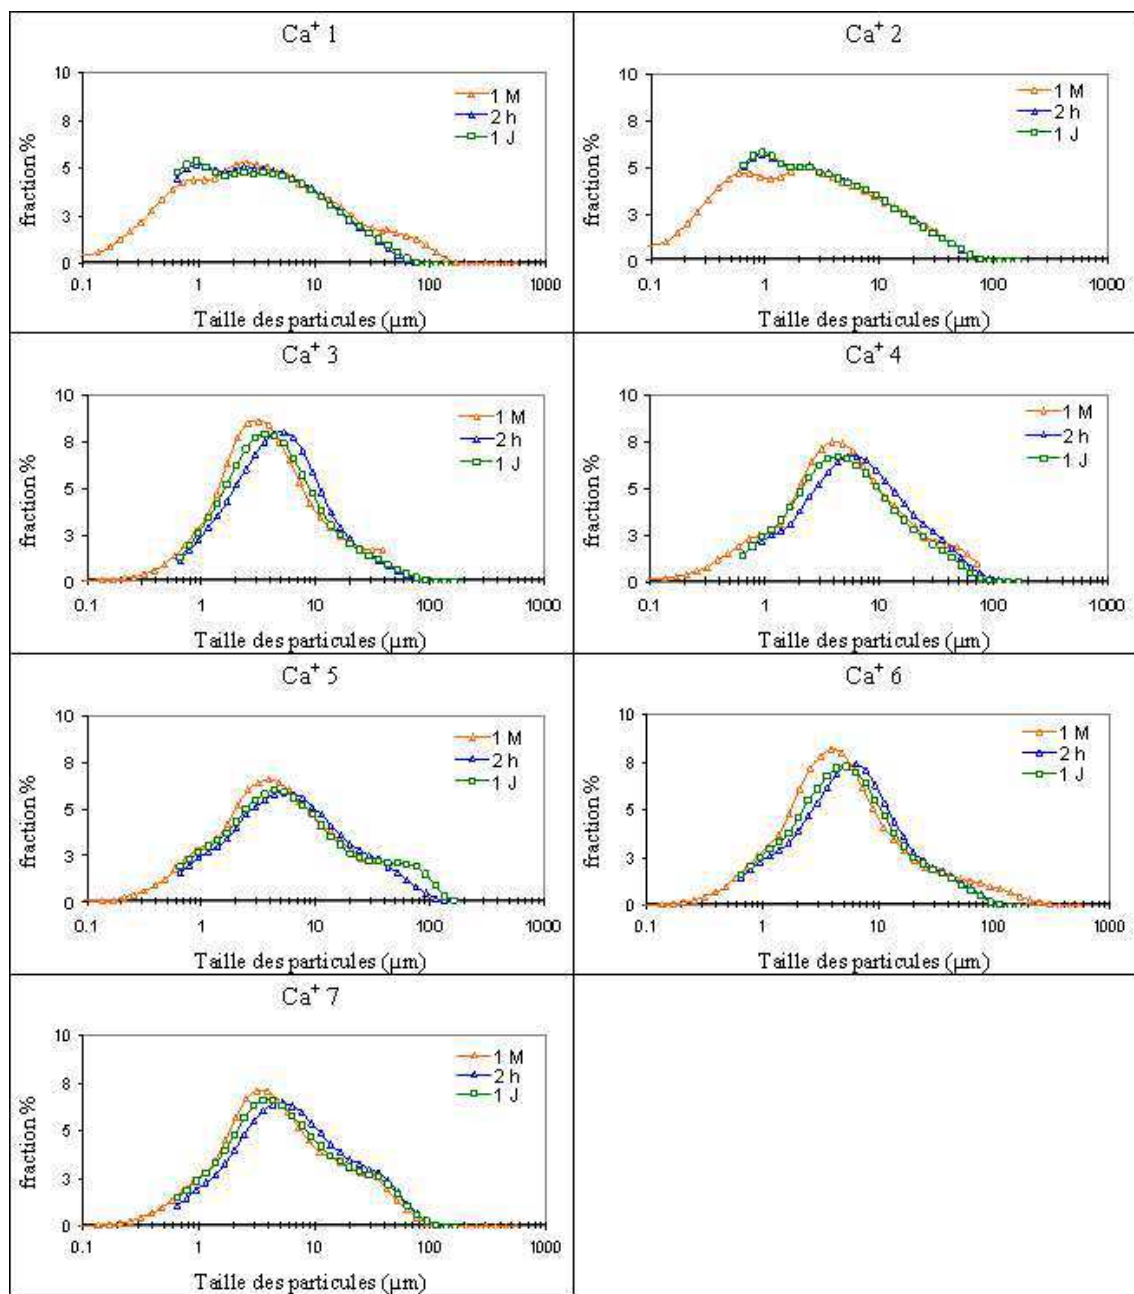 Ca⁺ 1
10
8
5
3
0
fraction %
1 M
2 h
1 J
0.1 1 10 100 1000
Taille des particules (µm)
Ca⁺ 2
10
8
5
3
0
fraction %
1 M
2 h
1 J
0.1 1 10 100 1000
Taille des particules (µm)
Ca⁺ 3
10
8
5
3
0
fraction %
1 M
2 h
1 J
0.1 1 10 100 1000
Taille des particules (µm)
Ca⁺ 4
10
8
5
3
0
fraction %
1 M
2 h
1 J
0.1 1 10 100 1000
Taille des particules (µm)
Ca⁺ 5
10
8
5
3
0
fraction %
1 M
2 h
1 J
0.1 1 10 100 1000
Taille des particules (µm)
Ca⁺ 6
10
8
5
3
0
fraction %
1 M
2 h
1 J
0.1 1 10 100 1000
Taille des particules (µm)
Ca⁺ 7
10
8
5
3
0
fraction %
1 M
2 h
1 J
0.1 1 10 100 1000
Taille des particules (µm)